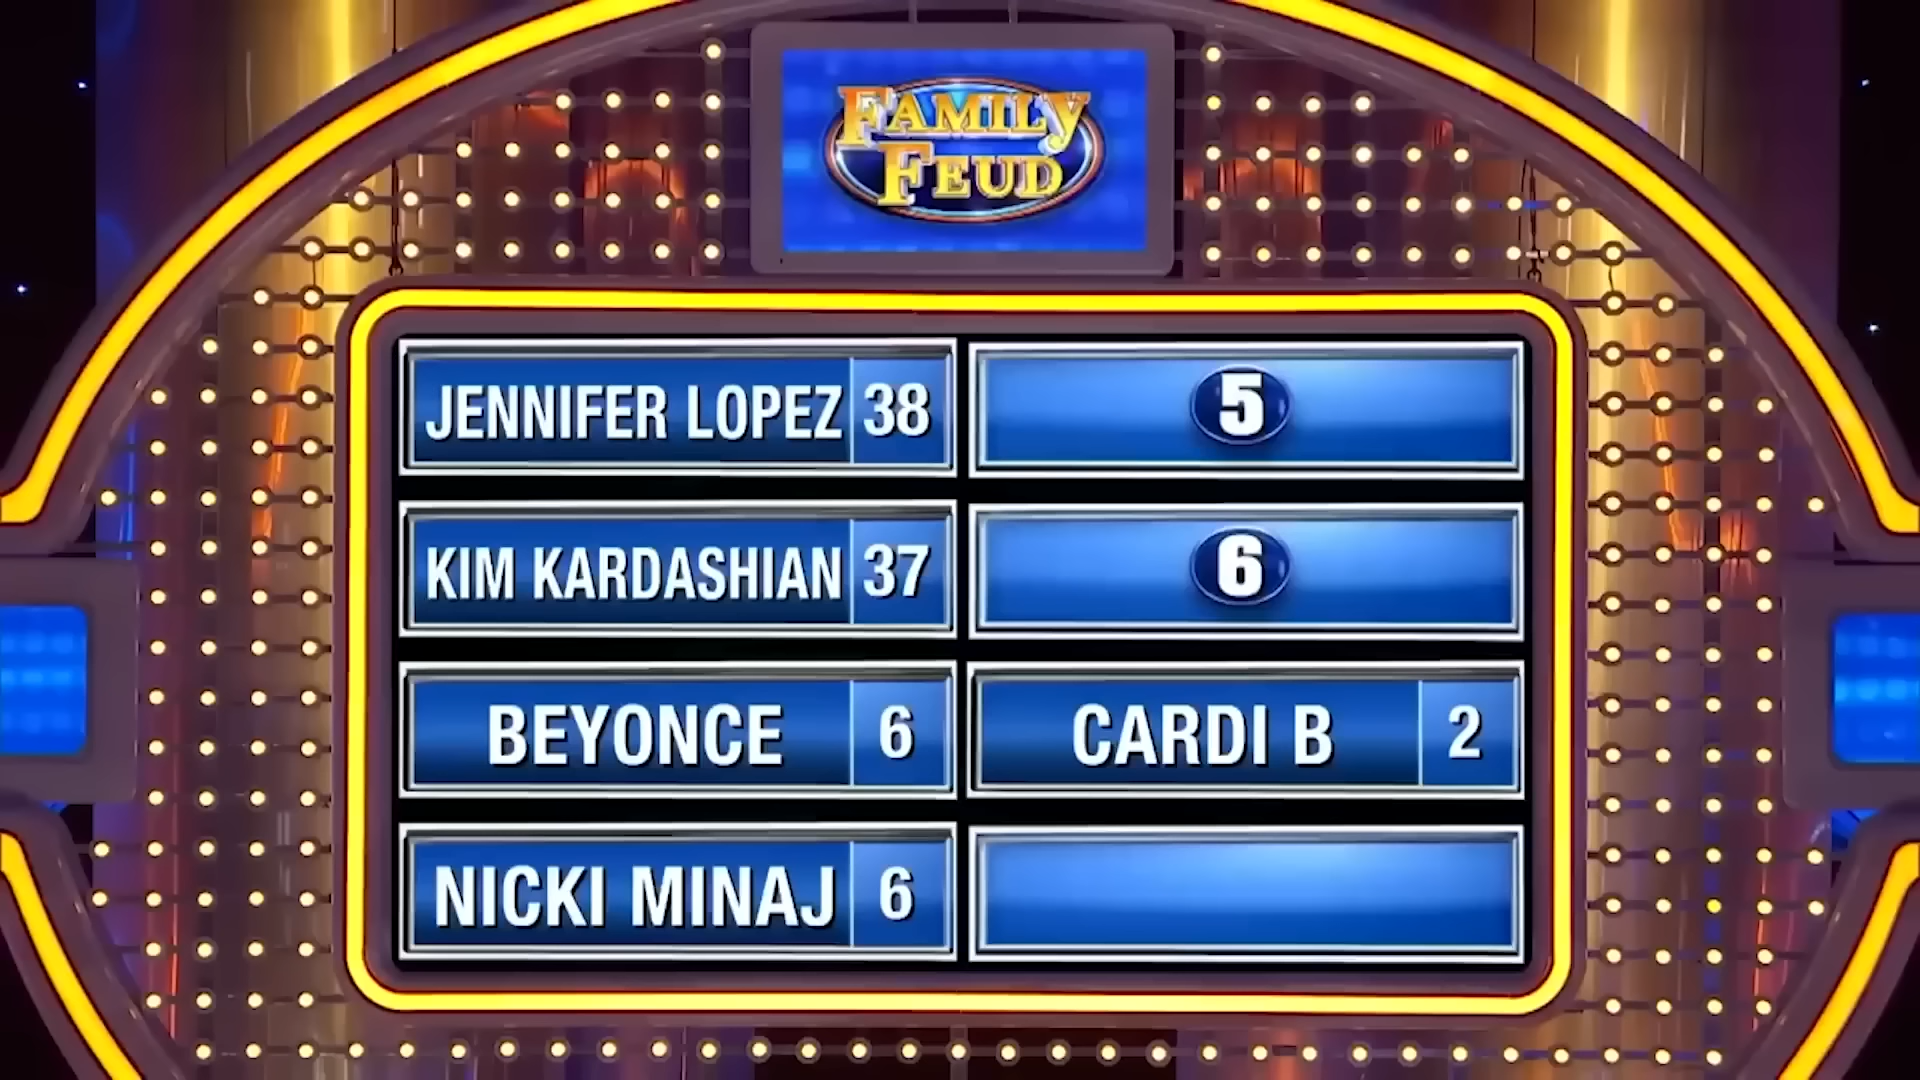 FAMILY
FEUD
JENNIFER LOPEZ 38
5
KIM KARDASHIAN 37
6
BEYONCE 6
CARDI B 2
NICKI MINAJ 6